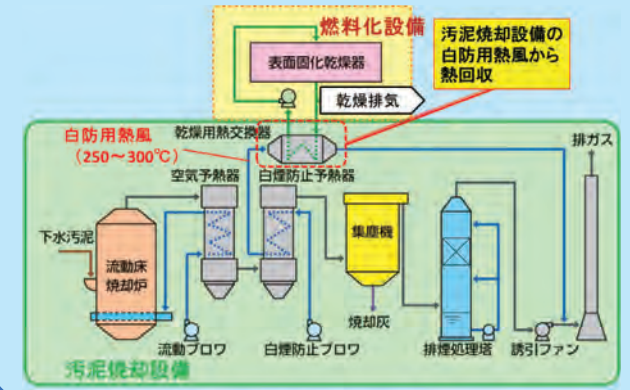 燃料化設備
表面固化乾燥器
乾燥排気
汚泥焼却設備の
白防用熱風から
熱回収
白防用熱風
(250～300℃)
乾燥用熱交換器
空気予熱器
白煙防止予熱器
排ガス
下水汚泥
流動床
焼却炉
集塵機
焼却灰
流動ブロワ
白煙防止ブロワ
排煙処理塔
誘引ファン
汚泥焼却設備